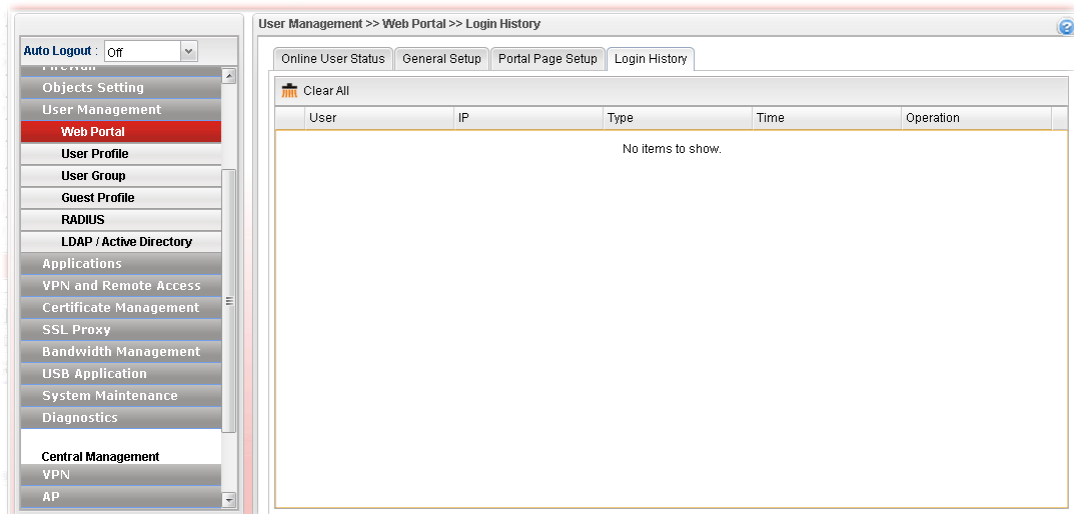 User Management >> Web Portal >> Login History
Auto Logout : Off
Online User Status General Setup Portal Page Setup Login History
Clear All
User IP Type Time Operation
No items to show.
Objects Setting
User Management
Web Portal
User Profile
User Group
Guest Profile
RADIUS
LDAP / Active Directory
Applications
VPN and Remote Access
Certificate Management
SSL Proxy
Bandwidth Management
USB Application
System Maintenance
Diagnostics
Central Management
VPN
AP